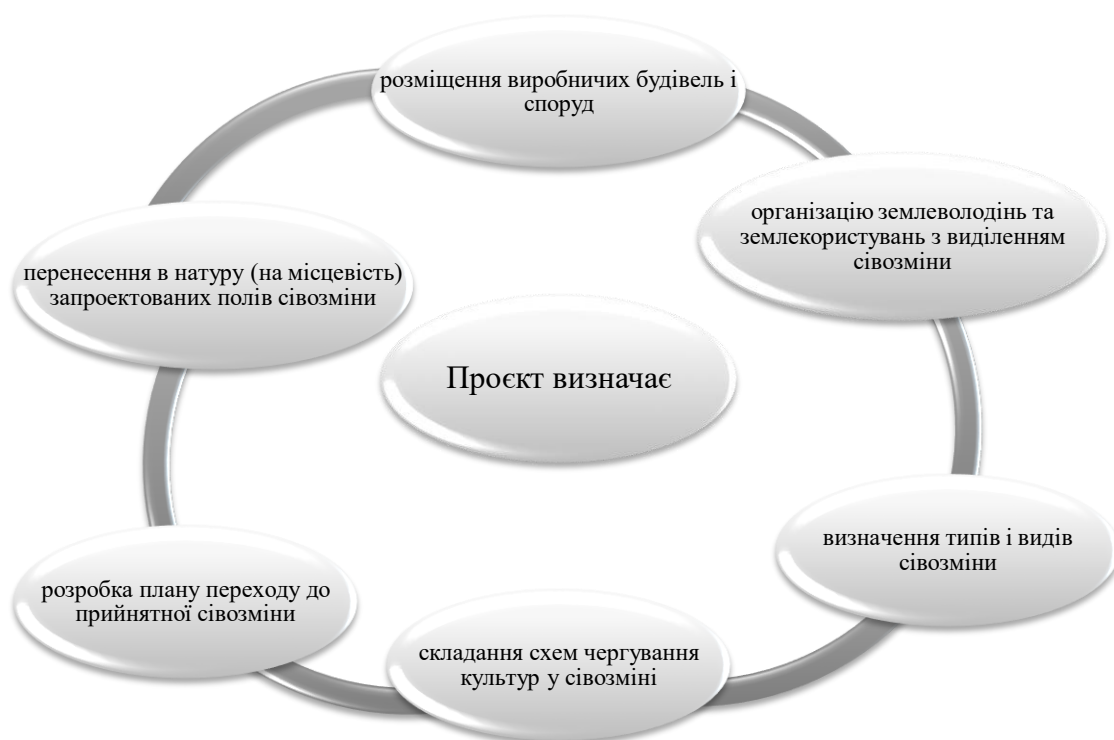 розміщення виробничих будівель і
споруд
організацію землеволодінь та
землекористувань з виділенням
сівозміни
перенесення в натуру (на місцевість)
запроектованих полів сівозміни
Проєкт визначає
визначення типів і видів
сівозміни
розробка плану переходу до
прийнятної сівозміни
складання схем чергування
культур у сівозміні